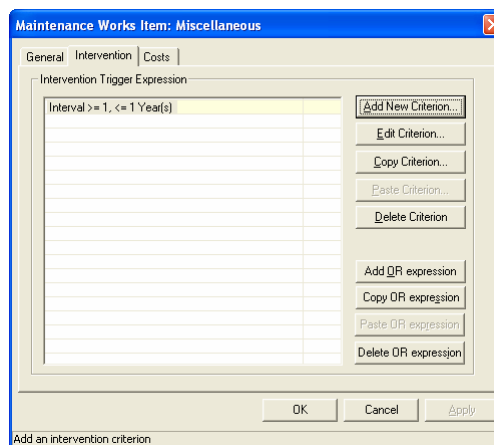 Maintenance Works Item: Miscellaneous
General Intervention Costs
Intervention Trigger Expression
Interval >= 1, <= 1 Year(s)
Add New Criterion...
Edit Criterion...
Copy Criterion...
Paste Criterion...
Delete Criterion
Add OR expression
Copy OR expression
Paste OR expression
Delete OR expression
OK Cancel Apply
Add an intervention criterion